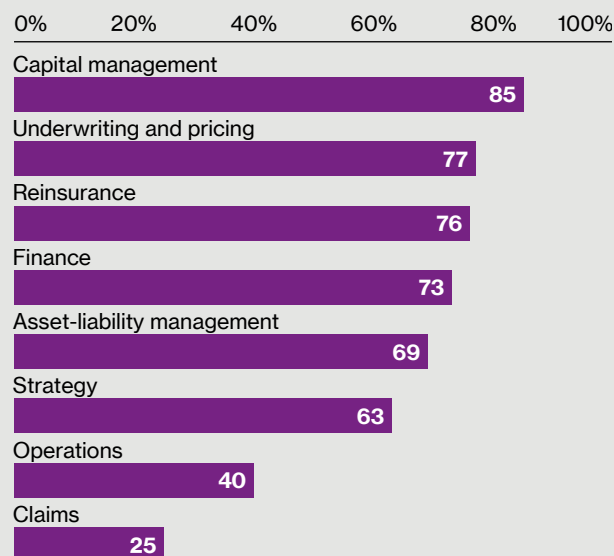 0% 20% 40% 60% 80% 100%
Capital management
85
Underwriting and pricing
77
Reinsurance
76
Finance
73
Asset-liability management
69
Strategy
63
Operations
40
Claims
25